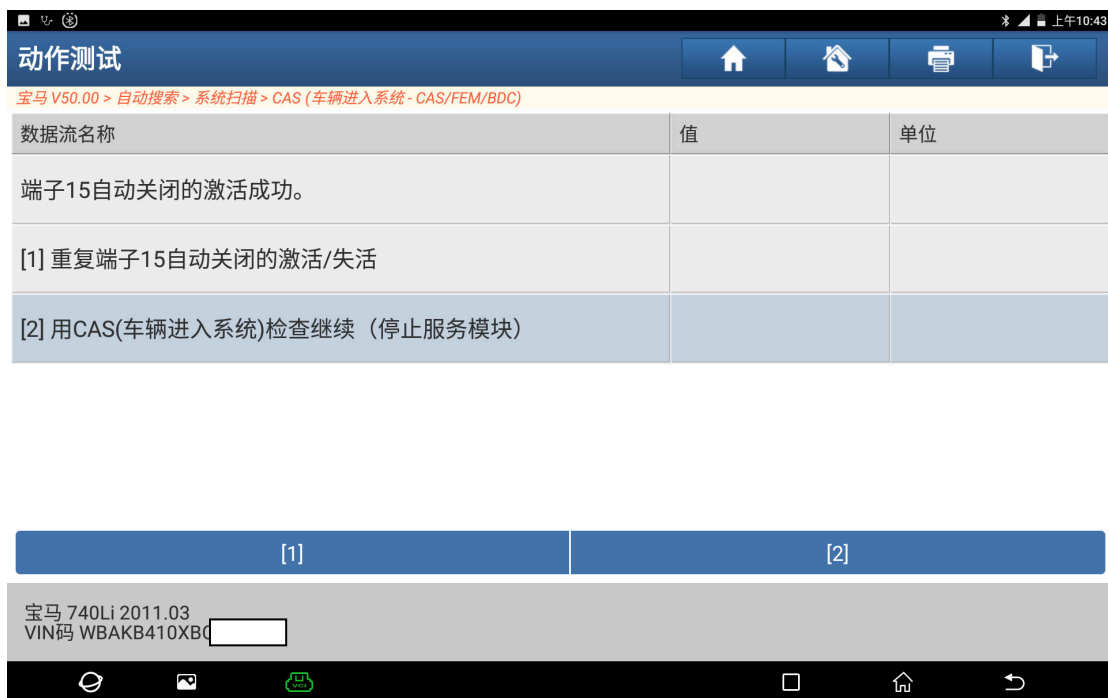 上午10:43
动作测试
宝马 V50.00 > 自动搜索 > 系统扫描 > CAS (车辆进入系统 - CAS/FEM/BDC)
数据流名称 值 单位
端子15自动关闭的激活成功。
[1] 重复端子15自动关闭的激活/失活
[2] 用CAS(车辆进入系统)检查继续（停止服务模块）
[1] [2]
宝马 740Li 2011.03
VIN码 WBAKB410XB
VCI